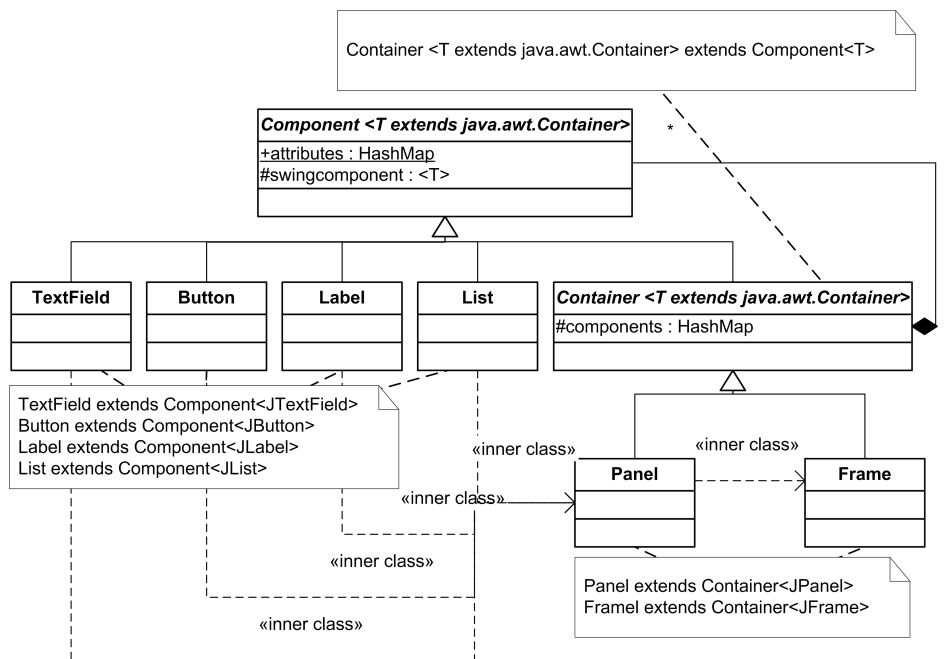 Container <T extends java.awt.Container> extends Component<T>
Component <T extends java.awt.Container>
*
+attributes : HashMap
#swingcomponent : <T>
TextField
Button
Label
List
Container <T extends java.awt.Container>
#components : HashMap
TextField extends Component<JTextField>
Button extends Component<JButton>
Label extends Component<JLabel>
List extends Component<JList>
«inner class»
«inner class»
Panel
Frame
«inner class»
«inner class»
«inner class»
Panel extends Container<JPanel>
Framel extends Container<JFrame>